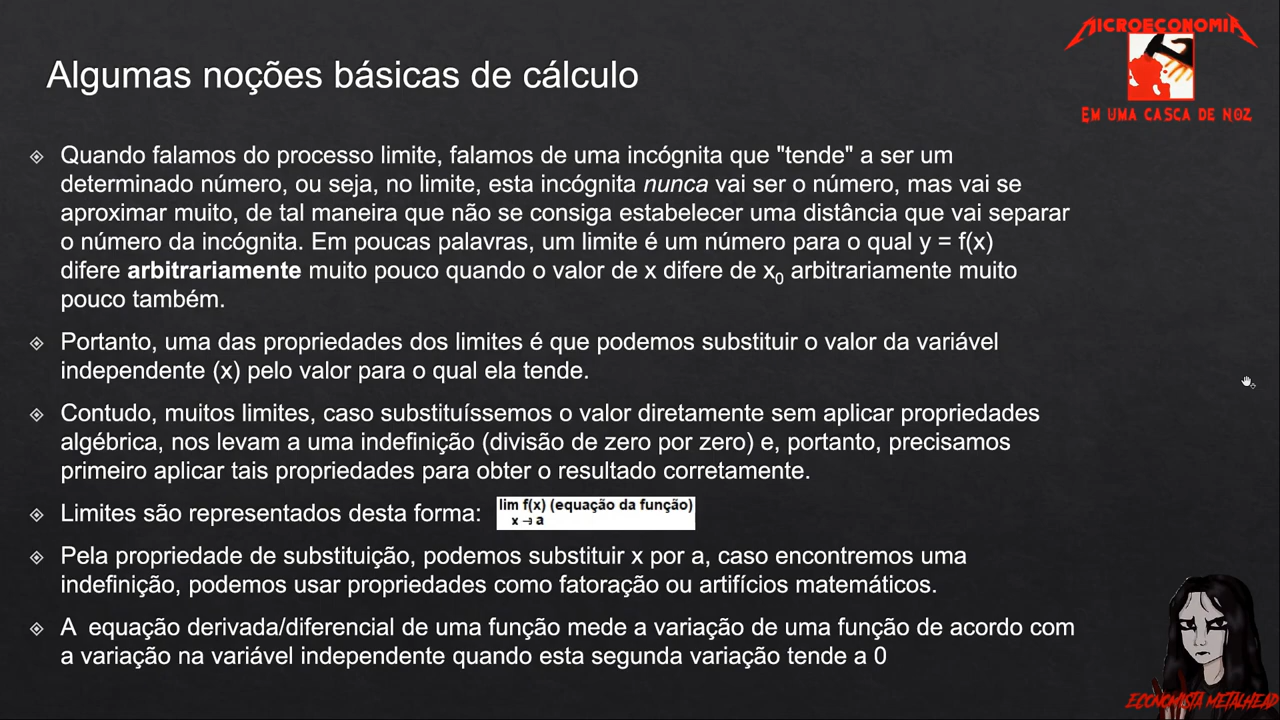 MICROECONOMIA
EM UMA CASCA DE NOZ
Algumas noções básicas de cálculo
Quando falamos do processo limite, falamos de uma incógnita que "tende" a ser um
determinado número, ou seja, no limite, esta incógnita nunca vai ser o número, mas vai se
aproximar muito, de tal maneira que não se consiga estabelecer uma distância que vai separar
o número da incógnita. Em poucas palavras, um limite é um número para o qual y = f(x)
difere arbitrariamente muito pouco quando o valor de x difere de x₀ arbitrariamente muito
pouco também.
Portanto, uma das propriedades dos limites é que podemos substituir o valor da variável
independente (x) pelo valor para o qual ela tende.
Contudo, muitos limites, caso substituíssemos o valor diretamente sem aplicar propriedades
algébrica, nos levam a uma indefinição (divisão de zero por zero) e, portanto, precisamos
primeiro aplicar tais propriedades para obter o resultado corretamente.
Limites são representados desta forma: lim f(x) (equação da função)
x → a
Pela propriedade de substituição, podemos substituir x por a, caso encontremos uma
indefinição, podemos usar propriedades como fatoração ou artifícios matemáticos.
A equação derivada/diferencial de uma função mede a variação de uma função de acordo com
a variação na variável independente quando esta segunda variação tende a 0
ECONOMISTA METALHEAD